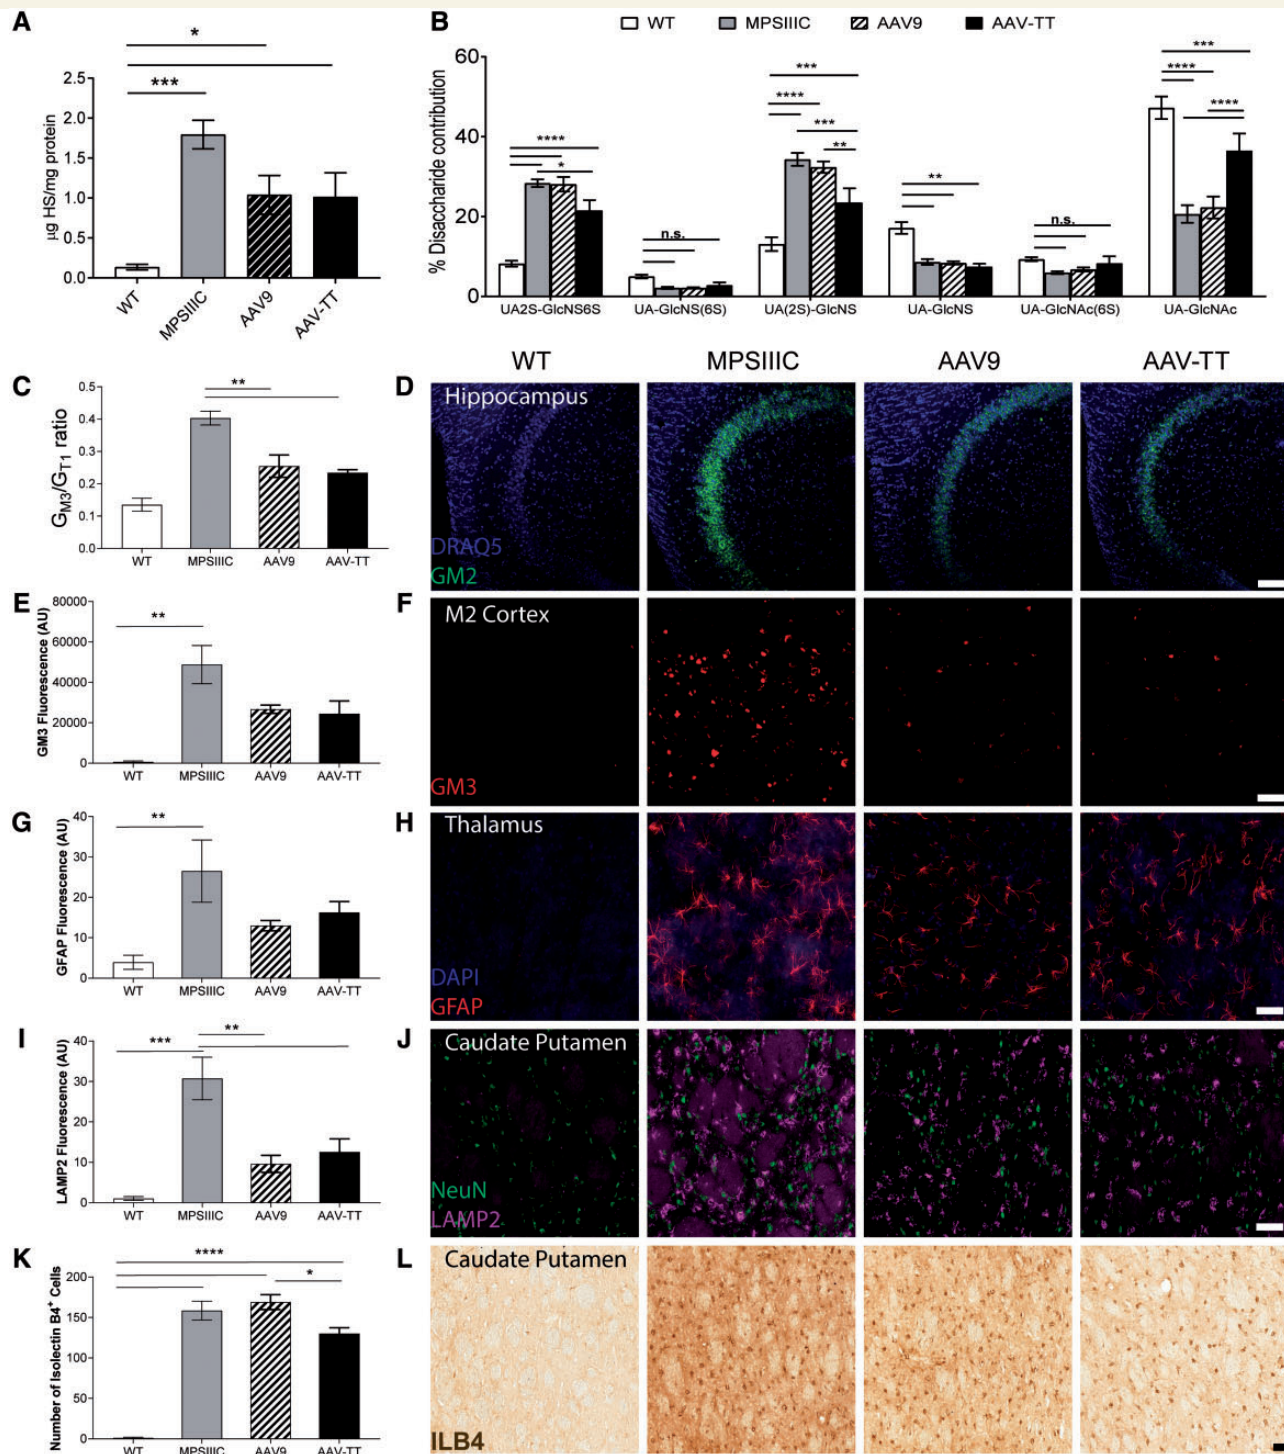 A
*
***
2.5
2.0
1.5
1.0
0.5
0.0
µg HS/mg protein
WT
MPSIIIC
AAV9
AAV-TT
B
WT MPSIIIC AAV9 AAV-TT
60
40
20
0
% Disaccharide contribution
****
*
n.s.
***
****
***
**
**
n.s.
***
****
****
UA2S-GlcNS6S UA-GlcNS(6S) UA(2S)-GlcNS UA-GlcNS UA-GlcNAc(6S) UA-GlcNAc
WT MPSIIIC AAV9 AAV-TT
C
**
0.5
0.4
0.3
0.2
0.1
0.0
GM3/GT1 ratio
WT MPSIIIC AAV9 AAV-TT
D
Hippocampus
DRAQ5
GM2
E
**
80000
60000
40000
20000
0
GM3 Fluorescence (AU)
WT MPSIIIC AAV9 AAV-TT
F
M2 Cortex
GM3
G
**
40
30
20
10
0
GFAP Fluorescence (AU)
WT MPSIIIC AAV9 AAV-TT
H
Thalamus
DAPI
GFAP
I
***
**
40
30
20
10
0
LAMP2 Fluorescence (AU)
WT MPSIIIC AAV9 AAV-TT
J
Caudate Putamen
NeuN
LAMP2
K
****
*
200
150
100
50
0
Number of Isolectin B4+ Cells
WT MPSIIIC AAV9 AAV-TT
L
Caudate Putamen
ILB4